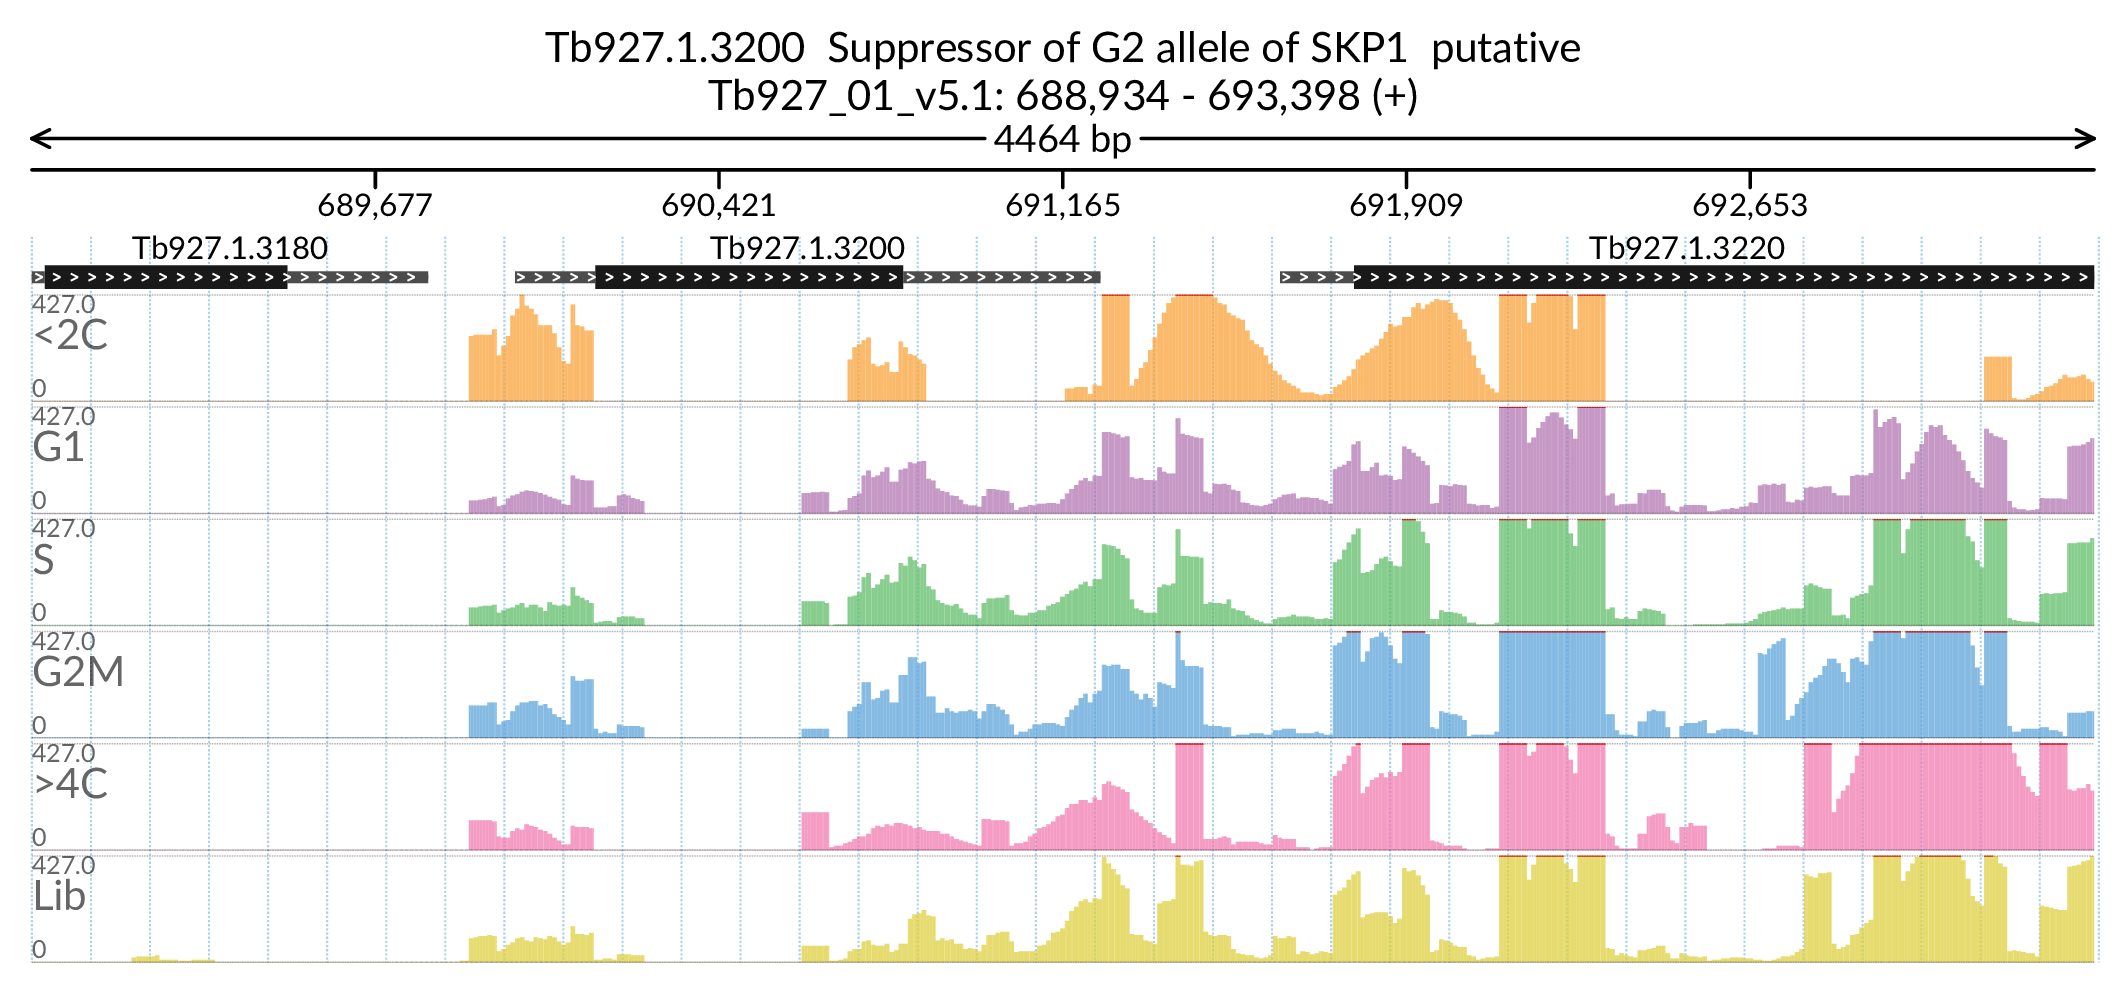 Tb927.1.3200  Suppressor of G2 allele of SKP1  putative
Tb927_01_v5.1: 688,934 - 693,398 (+)
4464 bp
689,677 690,421 691,165 691,909 692,653
Tb927.1.3180 Tb927.1.3200 Tb927.1.3220
427.0
<2C
0
427.0
G1
0
427.0
S
0
427.0
G2M
0
427.0
>4C
0
427.0
Lib
0